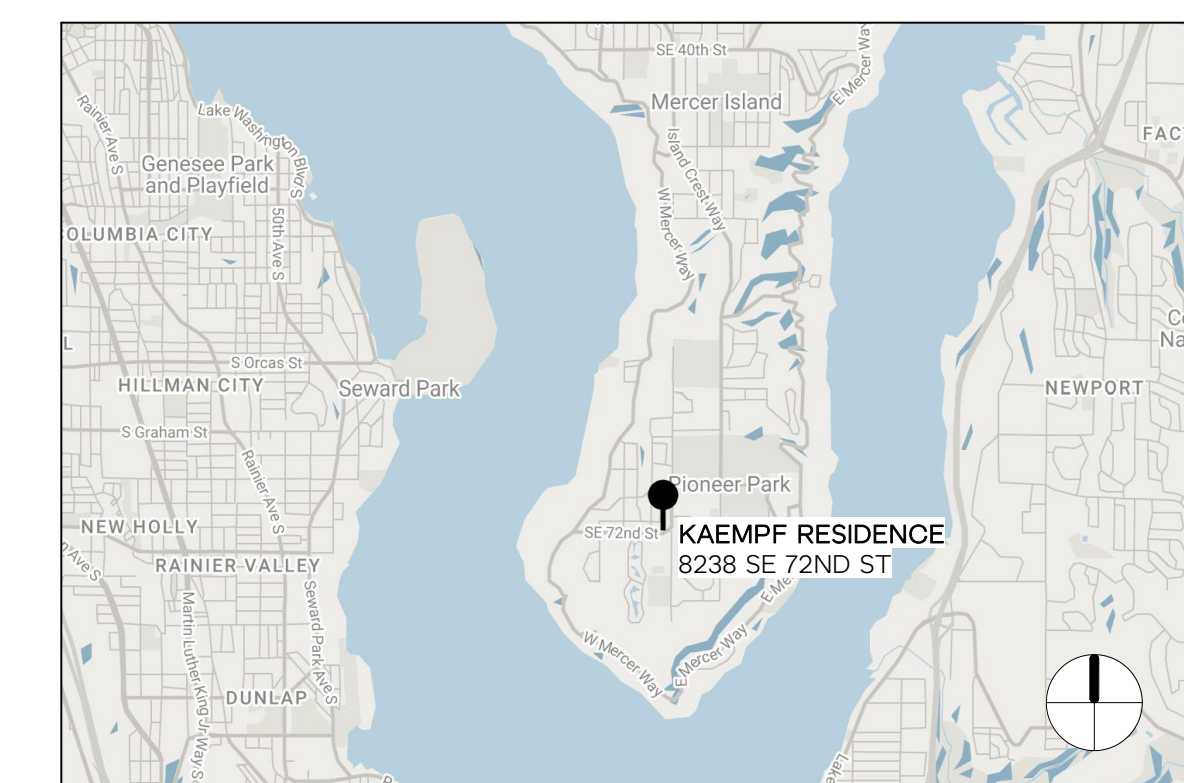 SE 40th St
E Mercer Way
Mercer Island
Rainier Ave S
Lake Washington Blvd S
FAC
Genesee Park
and Playfield
Island Crest Way
W Mercer Way
50th Ave S
OLUMBIA CITY
L
S Orcas St
HILLMAN CITY
Seward Park
NEWPORT
S Graham St
Rainier Ave S
Pioneer Park
NEW HOLLY
SE 72nd St
KAEMPF RESIDENCE
8238 SE 72ND ST
RAINIER VALLEY
Seward Park Ave S
Martin Luther King Jr Way S
E Me
W Mercer Way
E Mercer Way
DUNLAP